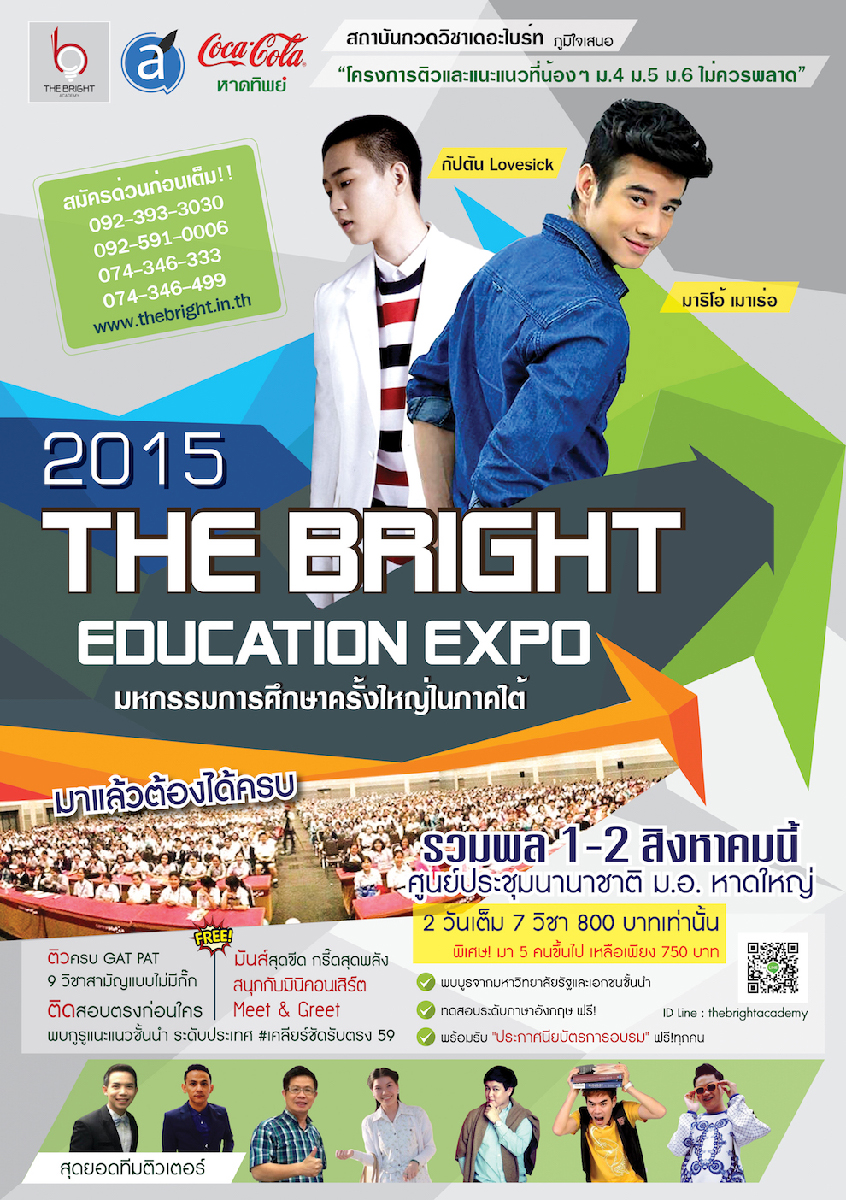 THE BRIGHT
ACADEMY
a
Coca-Cola
หาดทิพย์
สถาบันกวดวิชาเดอะไบร์ท ภูมิใจเสนอ
“โครงการติวและแนะแนวที่น้องๆ ม.4 ม.5 ม.6 ไม่ควรพลาด”
สมัครด่วนก่อนเต็ม!!
092-393-3030
092-591-0006
074-346-333
074-346-499
www.thebright.in.th
กัปตัน Lovesick
มาริโอ้ เมาเร่อ
2015
THE BRIGHT
EDUCATION EXPO
มหกรรมการศึกษาครั้งใหญ่ในภาคใต้
มาแล้วต้องได้ครบ
รวมพล 1-2 สิงหาคมนี้
ศูนย์ประชุมนานาชาติ ม.อ. หาดใหญ่
2 วันเต็ม 7 วิชา 800 บาทเท่านั้น
พิเศษ! มา 5 คนขึ้นไป เหลือเพียง 750 บาท
พบบูธจากมหาวิทยาลัยรัฐและเอกชนชั้นนำ
ทดสอบระดับภาษาอังกฤษ ฟรี!
พร้อมรับ "ประกาศนียบัตรการอบรม" ฟรี!ทุกคน
ID Line : thebrightacademy
ติวครบ GAT PAT
9 วิชาสามัญแบบไม่มีกั๊ก
ติดสอบตรงก่อนใคร
พบกูรูแนะแนวชั้นนำ ระดับประเทศ #เคลียร์ชัดรับตรง 59
FREE!
มันส์สุดขีด กรี๊ดสุดพลัง
สนุกกับมินิคอนเสิร์ต
Meet & Greet
สุดยอดทีมติวเตอร์